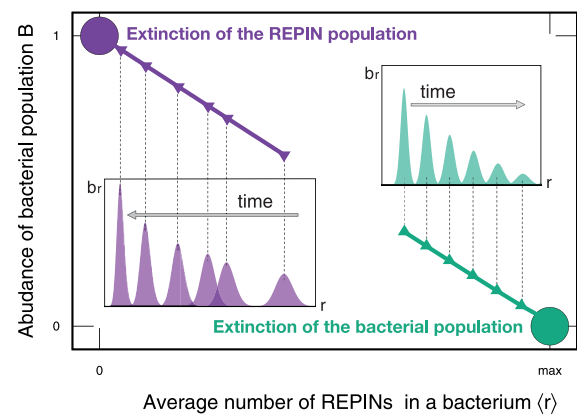 Abudance of bacterial population B
1
0
Extinction of the REPIN population
br
time
r
br
time
r
Extinction of the bacterial population
0
max
Average number of REPINs in a bacterium ⟨r⟩